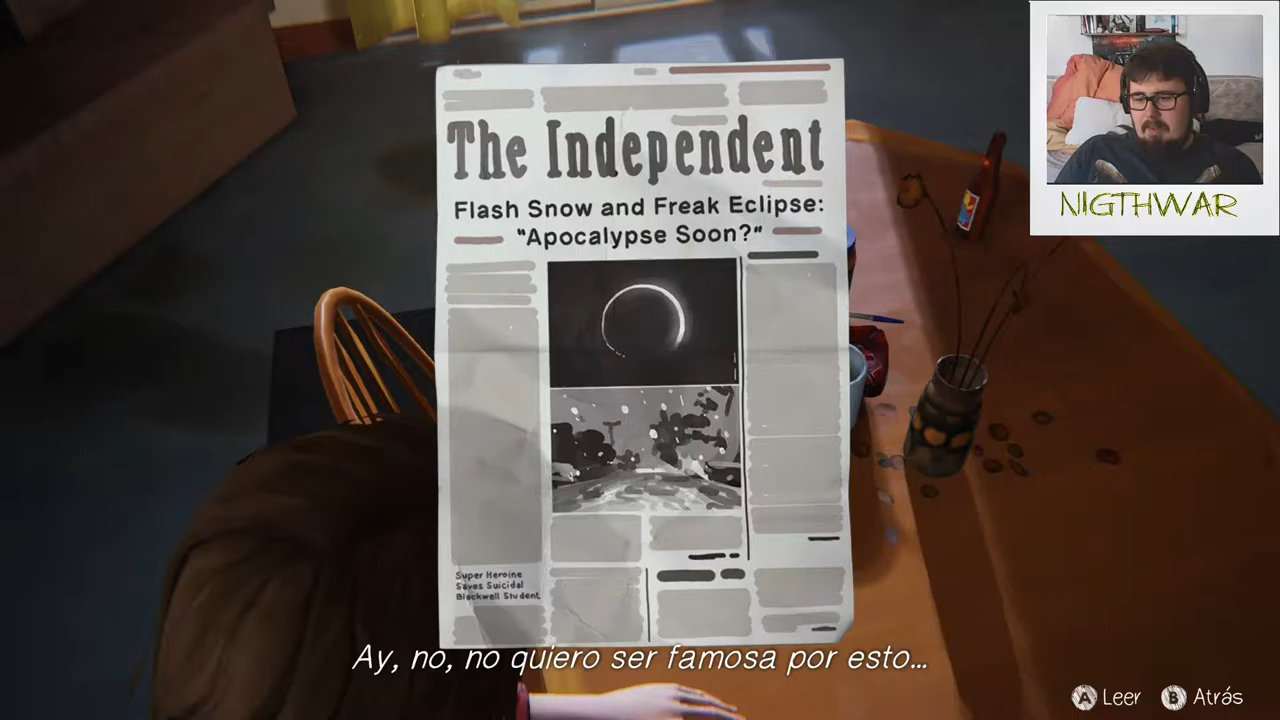 The Independent
Flash Snow and Freak Eclipse:
"Apocalypse Soon?"
Super Heroine
Saves Suicidal
Blackwell Student
Ay, no, no quiero ser famosa por esto...
NIGTHWAR
A Leer B Atrás